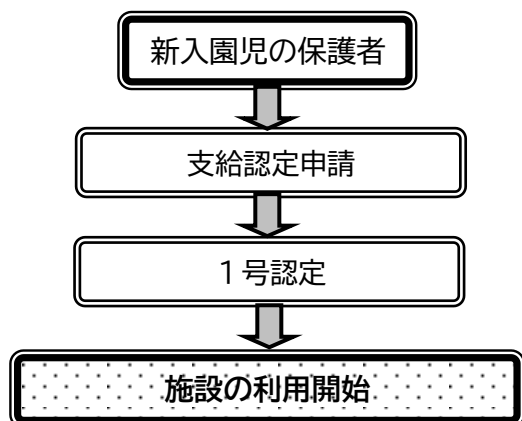 新入園児の保護者
支給認定申請
１号認定
施設の利用開始